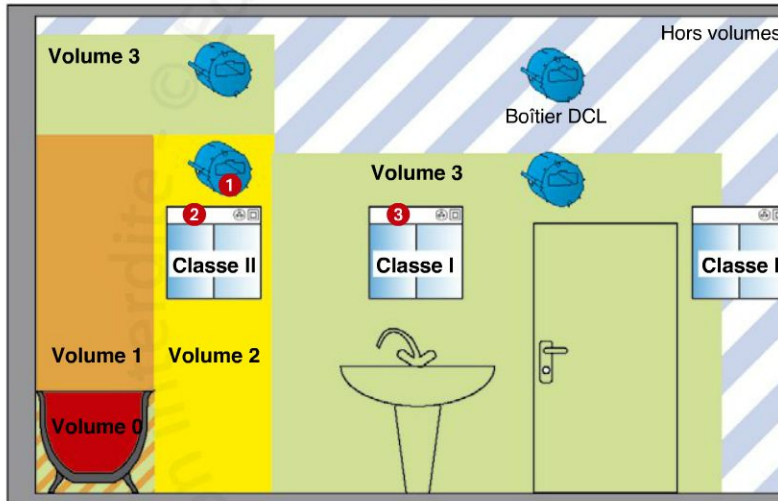 Hors volumes
Volume 3
Boîtier DCL
1
Volume 3
2
3
Classe II
Classe I
Classe I
Volume 1
Volume 2
Volume 0